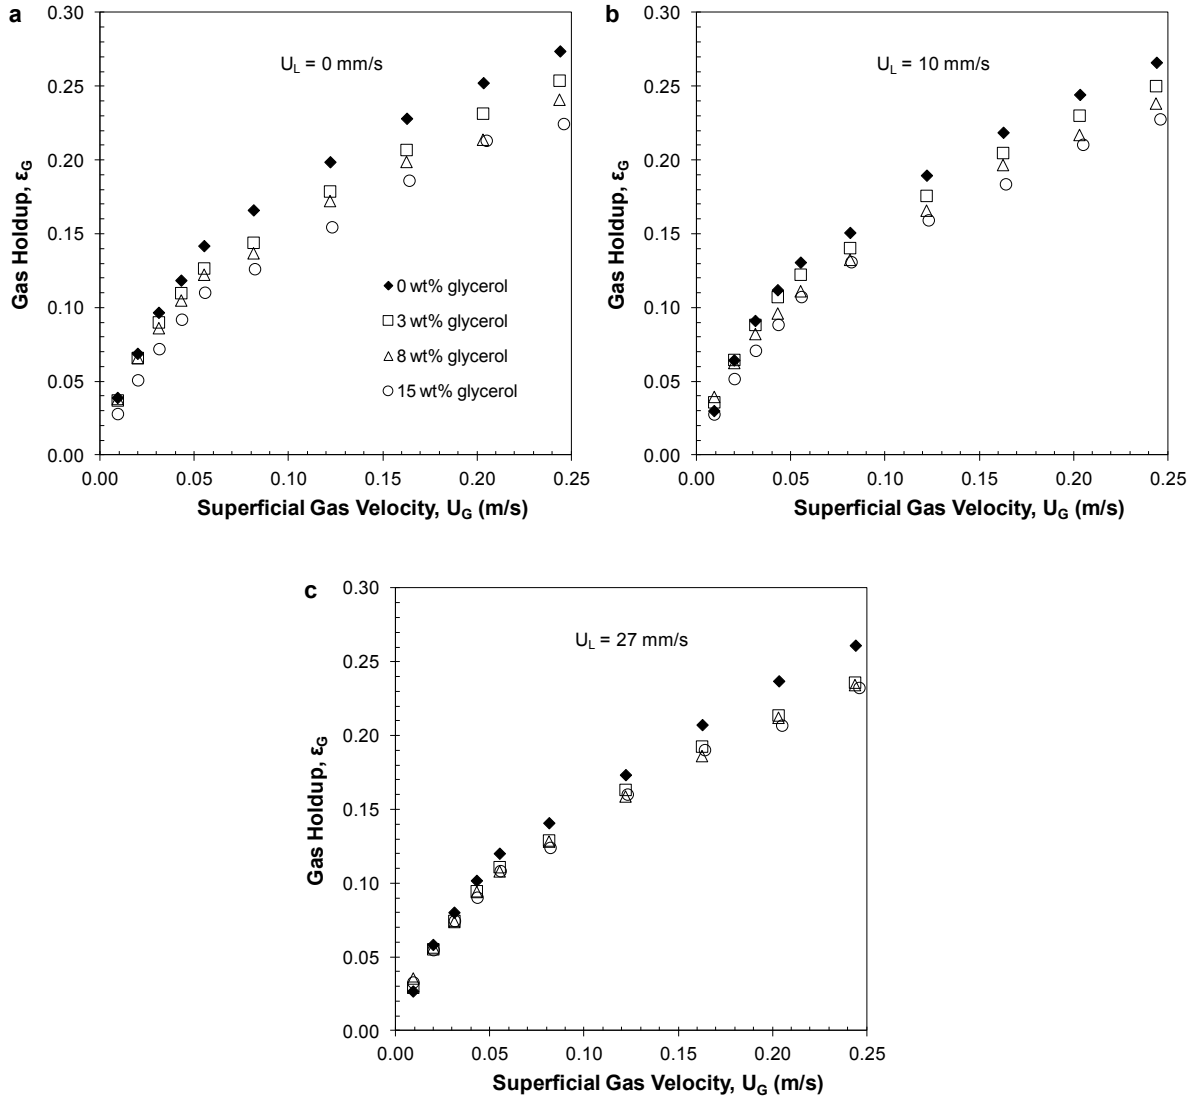 a
0.30
0.25
0.20
0.15
0.10
0.05
0.00
Gas Holdup, εG
UL = 0 mm/s
0 wt% glycerol
3 wt% glycerol
8 wt% glycerol
15 wt% glycerol
0.00 0.05 0.10 0.15 0.20 0.25
Superficial Gas Velocity, UG (m/s)
b
0.30
0.25
0.20
0.15
0.10
0.05
0.00
Gas Holdup, εG
UL = 10 mm/s
0.00 0.05 0.10 0.15 0.20 0.25
Superficial Gas Velocity, UG (m/s)
c
0.30
0.25
0.20
0.15
0.10
0.05
0.00
Gas Holdup, εG
UL = 27 mm/s
0.00 0.05 0.10 0.15 0.20 0.25
Superficial Gas Velocity, UG (m/s)